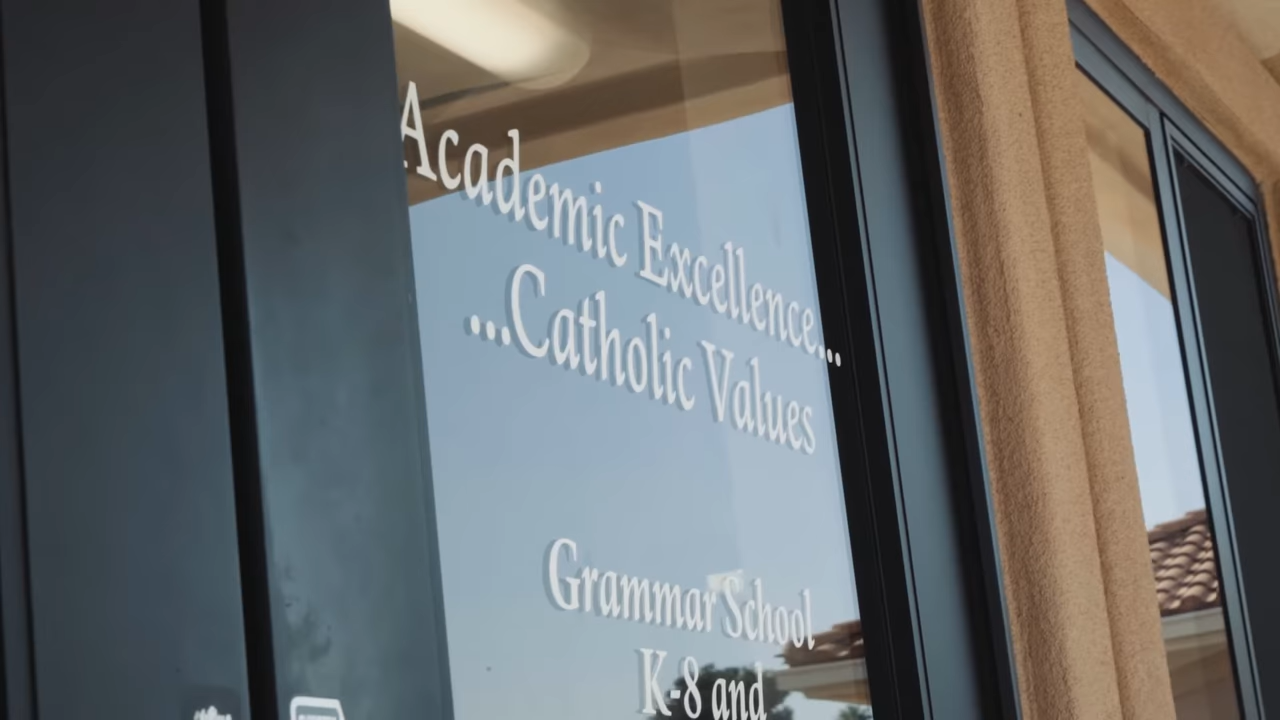 Academic Excellence...
...Catholic Values
Grammar School
K-8 and